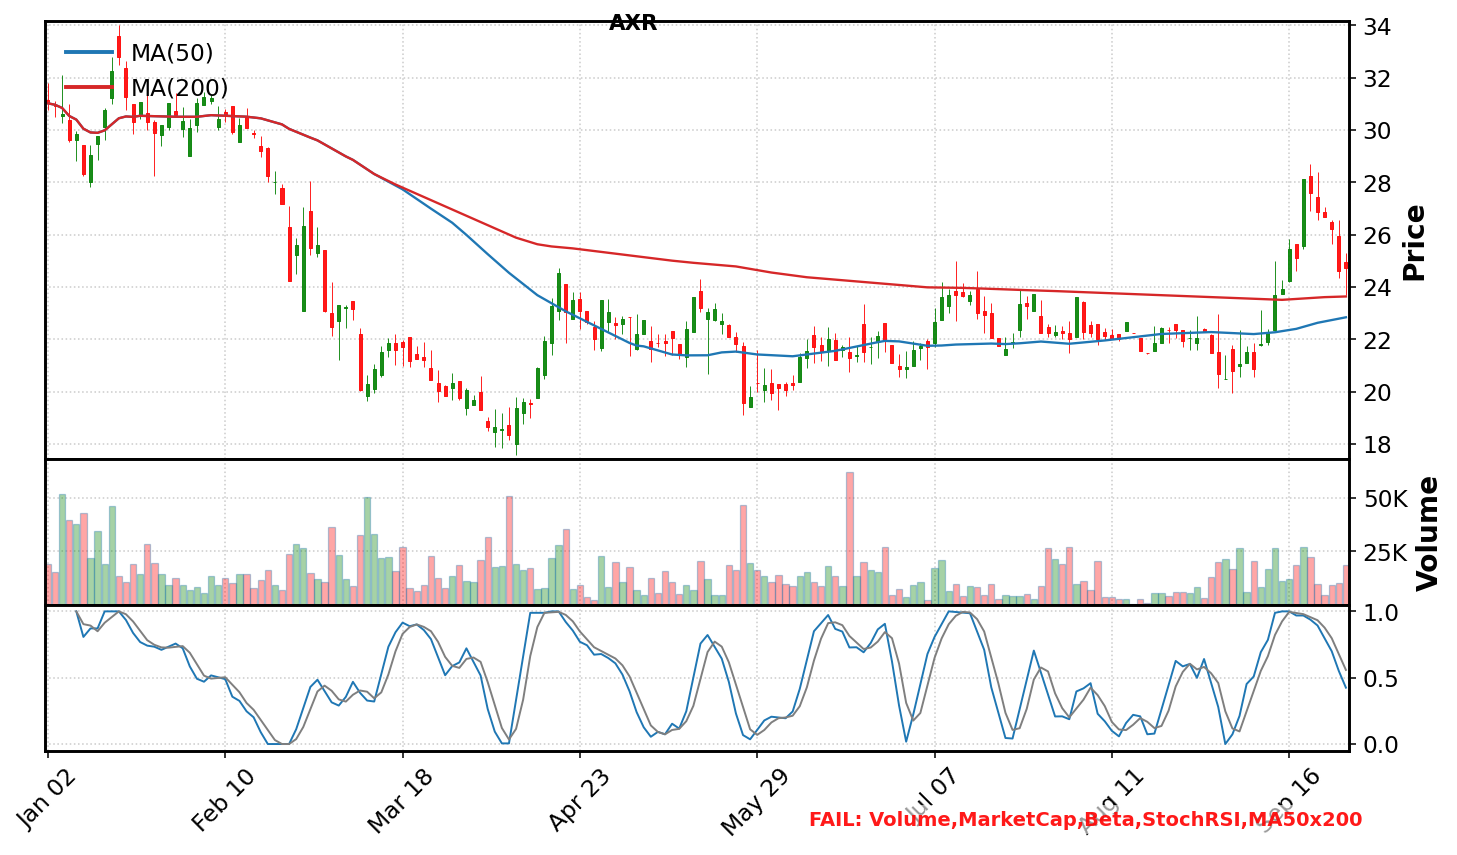 AXR
MA(50)
MA(200)
34
32
30
28
26
24
22
20
18
Price
50K
25K
Volume
1.0
0.5
0.0
Jan 02
Feb 10
Mar 18
Apr 23
May 29
Jul 07
Aug 11
Sep 16
FAIL: Volume,MarketCap,Beta,StochRSI,MA50x200